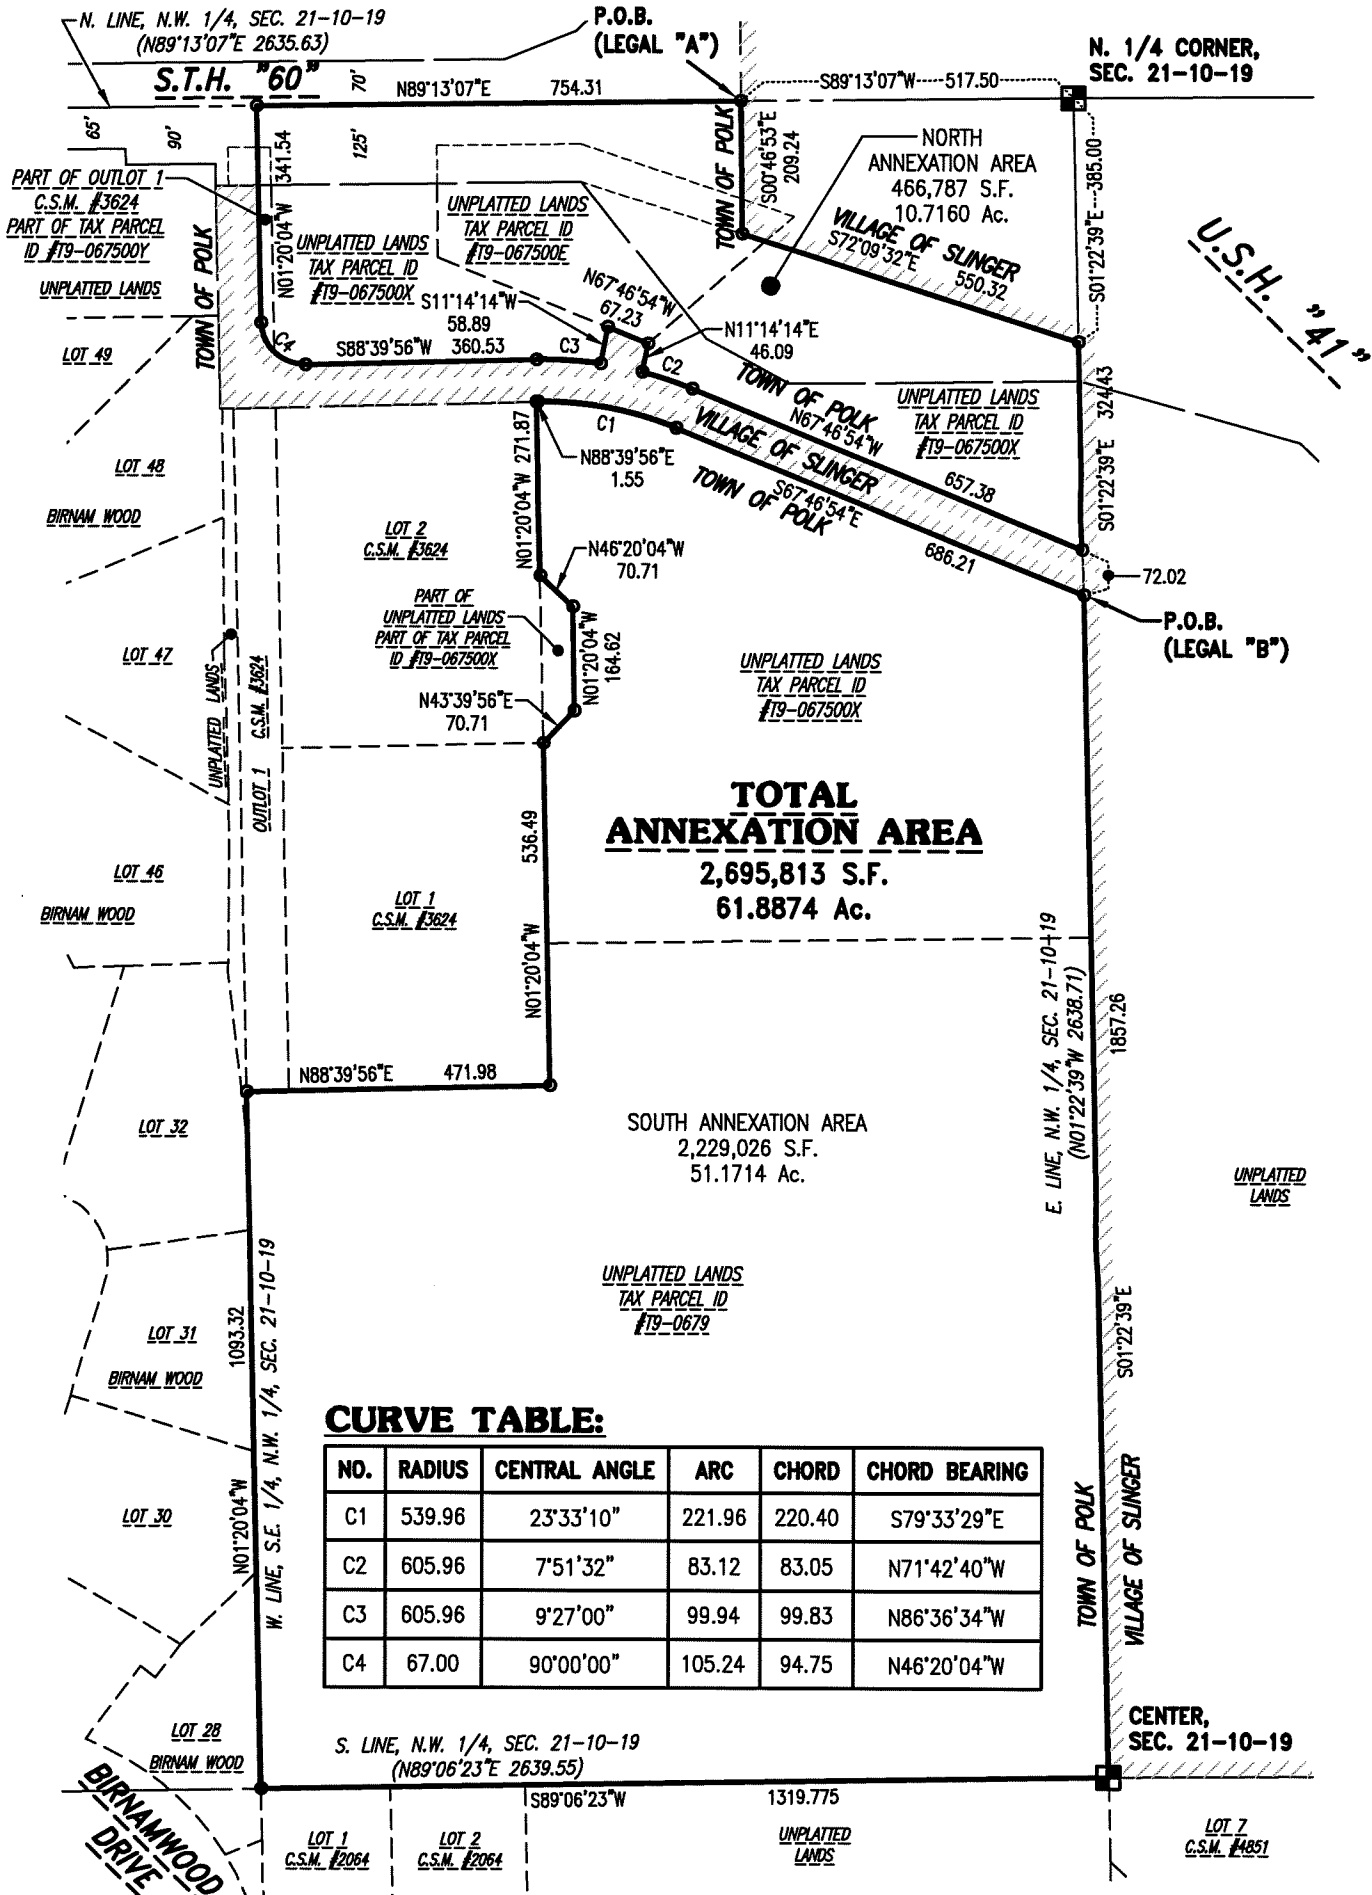 N. LINE, N.W. 1/4, SEC. 21-10-19
(N89°13'07"E 2635.63)
P.O.B.
(LEGAL "A")
N. 1/4 CORNER,
SEC. 21-10-19
S.T.H. "60"
70'
N89°13'07"E 754.31
S89°13'07"W 517.50
65'
90'
125'
341.54
N01°20'04"W
TOWN OF POLK
S00°46'53"E
209.24
NORTH
ANNEXATION AREA
466,787 S.F.
10.7160 Ac.
S01°22'39"E 385.00
U.S.H. "41"
PART OF OUTLOT 1
C.S.M. #3624
PART OF TAX PARCEL
ID #T9-067500Y
UNPLATTED LANDS
TOWN OF POLK
UNPLATTED LANDS
TAX PARCEL ID
#T9-067500X
UNPLATTED LANDS
TAX PARCEL ID
#T9-067500E
VILLAGE OF SLINGER
S72°09'32"E
550.32
N67°46'54"W
67.23
S11°14'14"W
58.89
N11°14'14"E
46.09
LOT 49
C4
S88°39'56"W 360.53
C3
C2
TOWN OF POLK
N67°46'54"W
657.38
UNPLATTED LANDS
TAX PARCEL ID
#T9-067500X
S01°22'39"E 324.43
C1
VILLAGE OF SLINGER
S67°46'54"E
TOWN OF POLK
686.21
N88°39'56"E
1.55
N01°20'04"W 271.87
LOT 48
BIRNAM WOOD
LOT 2
C.S.M. #3624
N46°20'04"W
70.71
72.02
P.O.B.
(LEGAL "B")
PART OF
UNPLATTED LANDS
PART OF TAX PARCEL
ID #T9-067500X
N01°20'04"W
164.62
LOT 47
UNPLATTED LANDS
OUTLOT 1 C.S.M. #3624
UNPLATTED LANDS
TAX PARCEL ID
#T9-067500X
N43°39'56"E
70.71
TOTAL
ANNEXATION AREA
2,695,813 S.F.
61.8874 Ac.
536.49
N01°20'04"W
LOT 46
BIRNAM WOOD
LOT 1
C.S.M. #3624
E. LINE, N.W. 1/4, SEC. 21-10-19
(N01°22'39"W 2638.71)
1857.26
S01°22'39"E
N88°39'56"E 471.98
LOT 32
SOUTH ANNEXATION AREA
2,229,026 S.F.
51.1714 Ac.
UNPLATTED
LANDS
UNPLATTED LANDS
TAX PARCEL ID
#T9-0679
LOT 31
BIRNAM WOOD
1093.32
N01°20'04"W
W. LINE, S.E. 1/4, N.W. 1/4, SEC. 21-10-19
LOT 30
CURVE TABLE:
NO. RADIUS CENTRAL ANGLE ARC CHORD CHORD BEARING
C1 539.96 23°33'10" 221.96 220.40 S79°33'29"E
C2 605.96 7°51'32" 83.12 83.05 N71°42'40"W
C3 605.96 9°27'00" 99.94 99.83 N86°36'34"W
C4 67.00 90°00'00" 105.24 94.75 N46°20'04"W
TOWN OF POLK
VILLAGE OF SLINGER
LOT 28
BIRNAM WOOD
S. LINE, N.W. 1/4, SEC. 21-10-19
(N89°06'23"E 2639.55)
CENTER,
SEC. 21-10-19
S89°06'23"W 1319.775
BIRNAMWOOD
DRIVE
LOT 1
C.S.M. #2064
LOT 2
C.S.M. #2064
UNPLATTED
LANDS
LOT 7
C.S.M. #4851